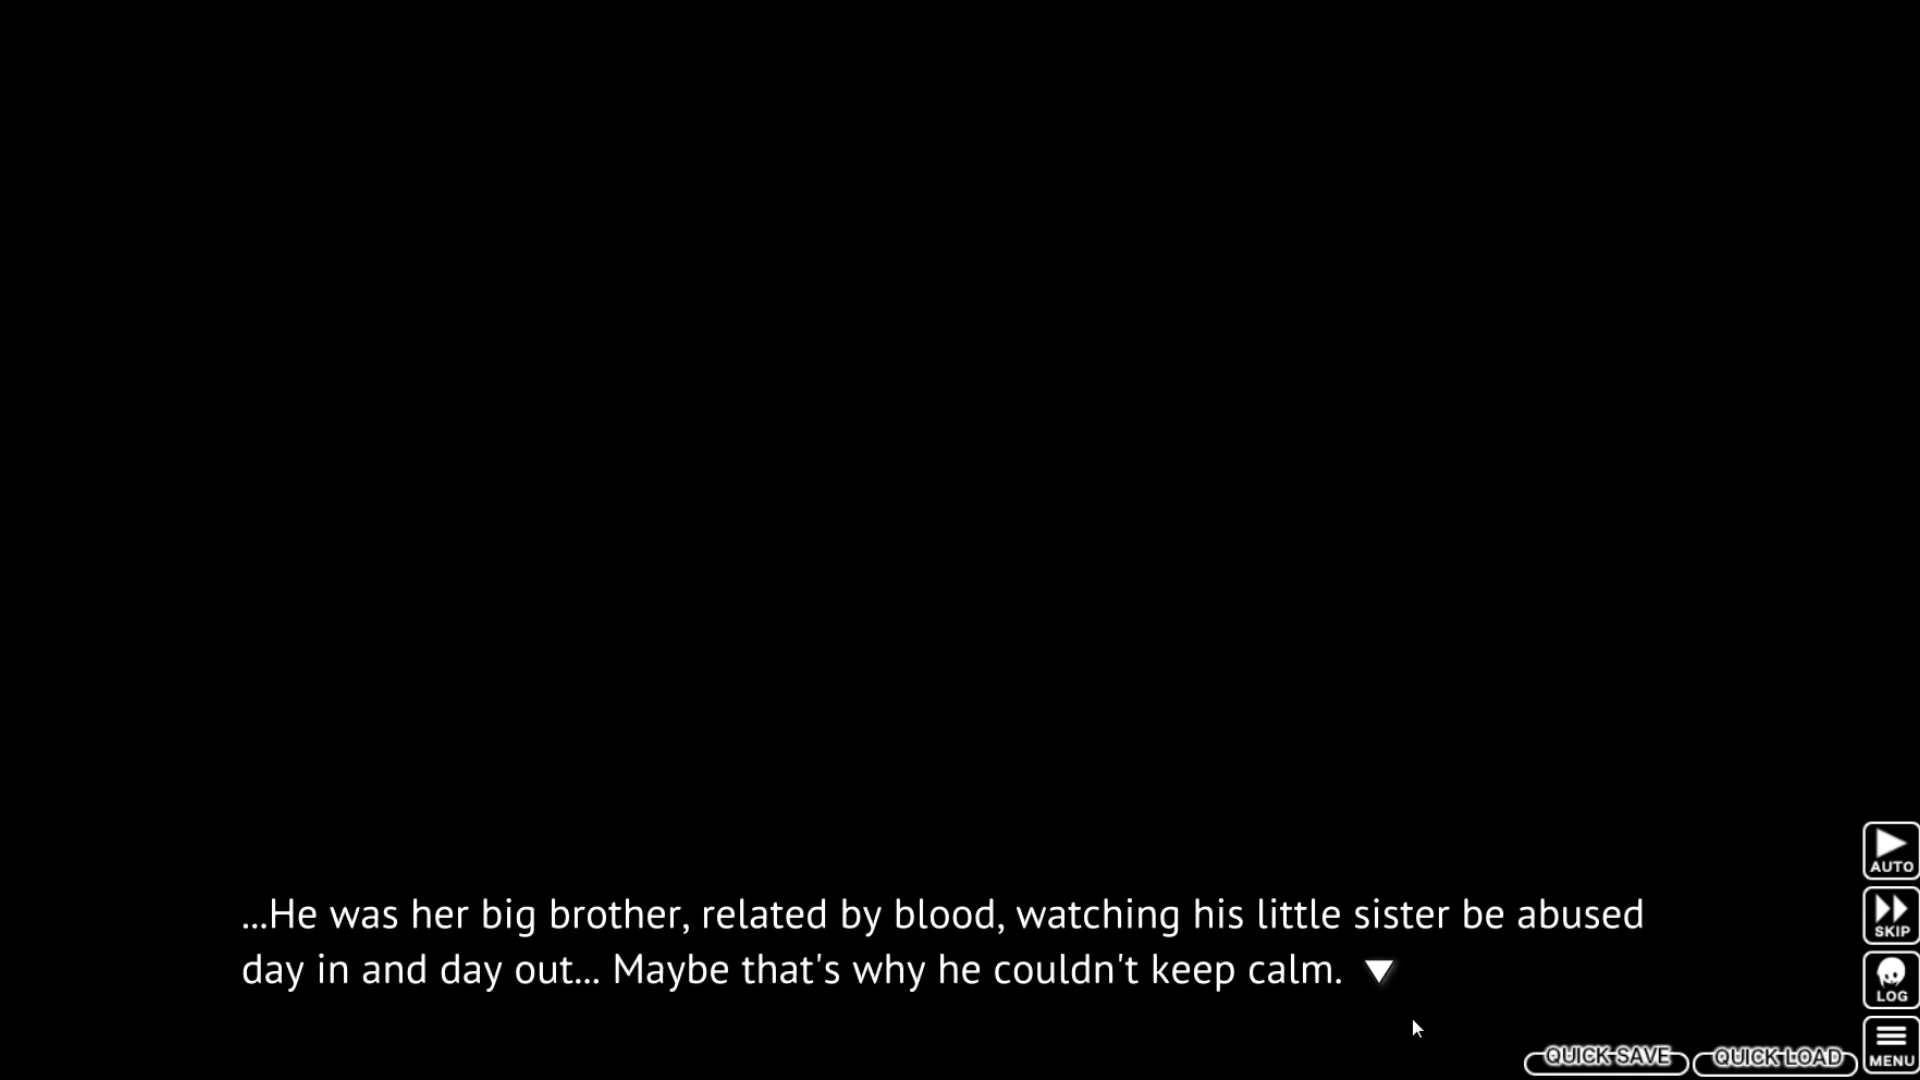 ...He was her big brother, related by blood, watching his little sister be abused
day in and day out... Maybe that's why he couldn't keep calm.
AUTO
SKIP
LOG
MENU
QUICK SAVE
QUICK LOAD